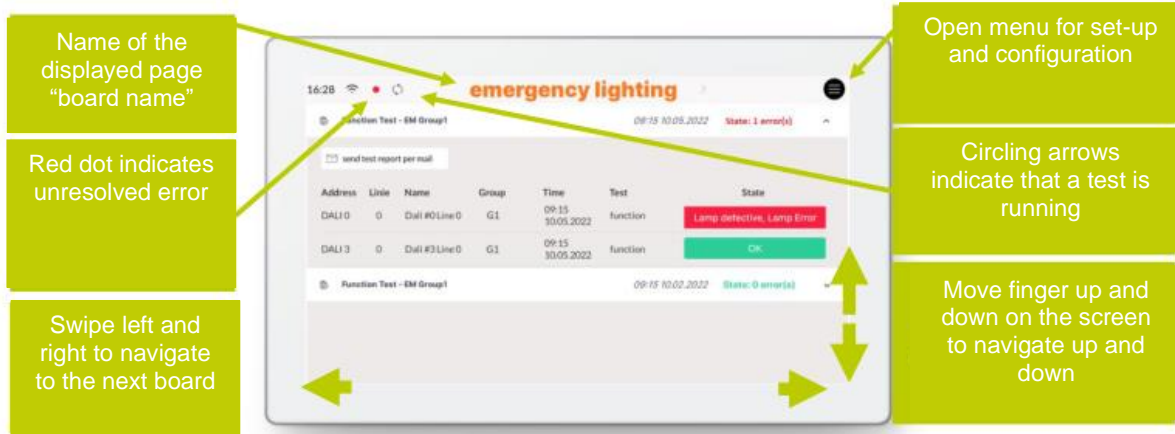 Name of the
displayed page
“board name”
Red dot indicates
unresolved error
Swipe left and
right to navigate
to the next board
16:28
emergency lighting
Function Test - EM Group1
09:15 10.05.2022
State: 1 error(s)
send test report per mail
Address Linie Name Group Time Test State
DALI 0 0 Dali #0 Line 0 G1 09:15 10.05.2022 function Lamp defective, Lamp Error
DALI 3 0 Dali #3 Line 0 G1 09:15 10.05.2022 function OK
Function Test - EM Group1
09:15 10.02.2022
State: 0 error(s)
Open menu for set-up
and configuration
Circling arrows
indicate that a test is
running
Move finger up and
down on the screen
to navigate up and
down